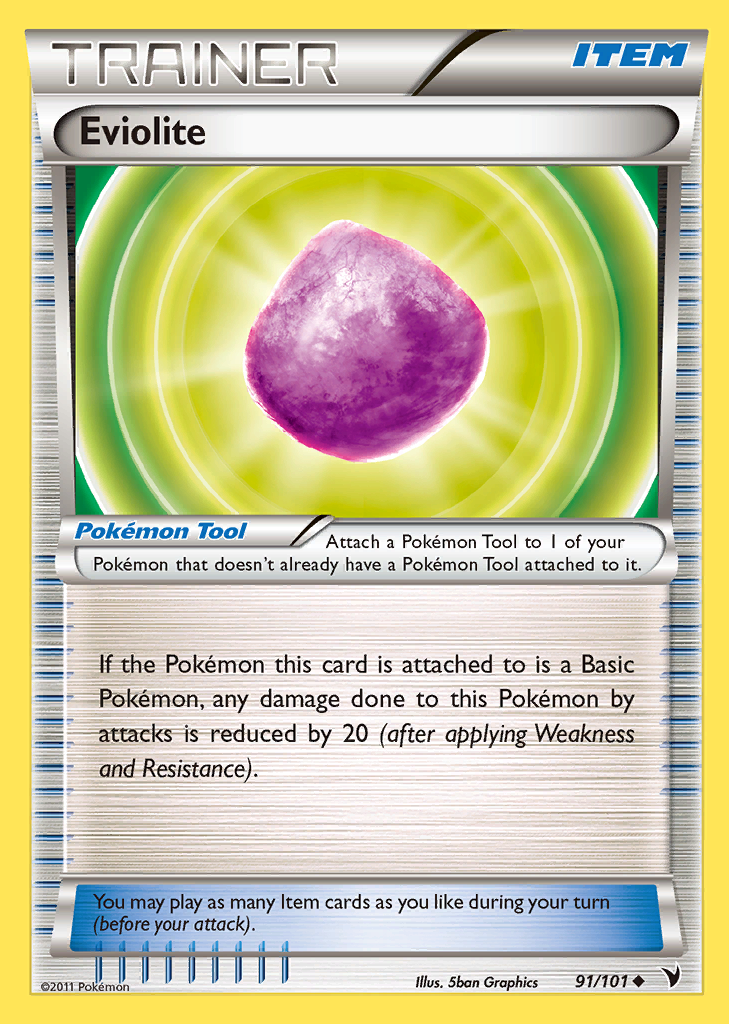 TRAINER
ITEM
Eviolite
Pokémon Tool
Attach a Pokémon Tool to 1 of your
Pokémon that doesn't already have a Pokémon Tool attached to it.
If the Pokémon this card is attached to is a Basic
Pokémon, any damage done to this Pokémon by
attacks is reduced by 20 (after applying Weakness
and Resistance).
You may play as many Item cards as you like during your turn
(before your attack).
©2011 Pokémon
Illus. 5ban Graphics
91/101